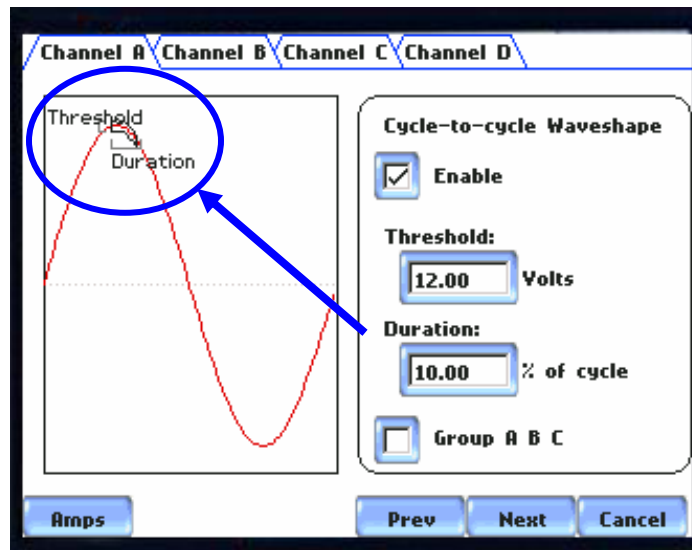 Channel A Channel B Channel C Channel D
Threshold
Duration
Cycle-to-cycle Waveshape
Enable
Threshold:
12.00 Volts
Duration:
10.00 % of cycle
Group A B C
Amps Prev Next Cancel